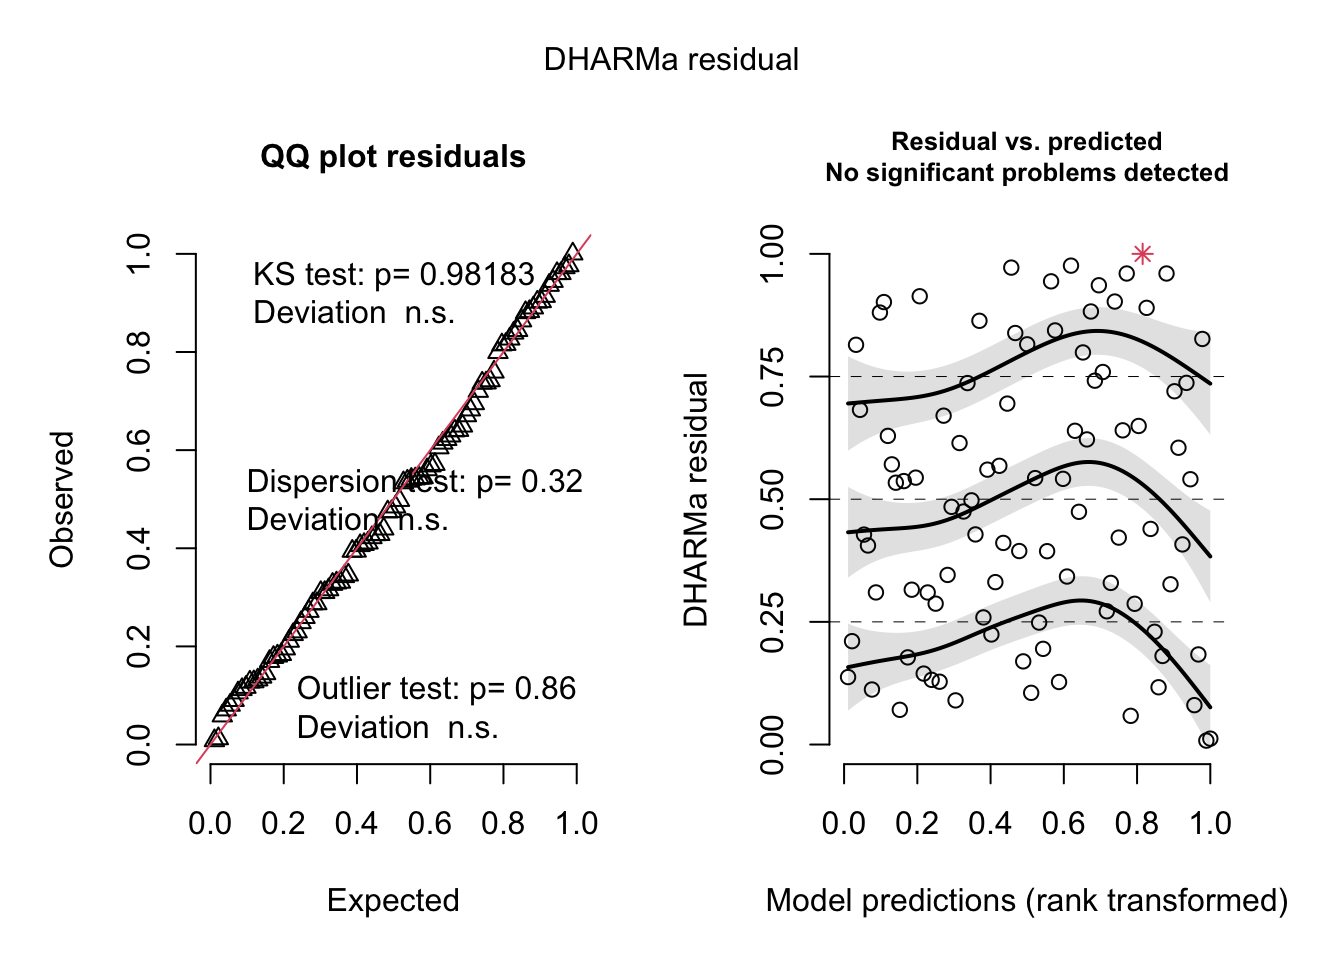 DHARMa residual
QQ plot residuals
KS test: p= 0.98183
Deviation n.s.
Dispersion test: p= 0.32
Deviation n.s.
Outlier test: p= 0.86
Deviation n.s.
Observed
1.0
0.8
0.6
0.4
0.2
0.0
0.0 0.2 0.4 0.6 0.8 1.0
Expected
Residual vs. predicted
No significant problems detected
DHARMa residual
1.00
0.75
0.50
0.25
0.00
0.0 0.2 0.4 0.6 0.8 1.0
Model predictions (rank transformed)